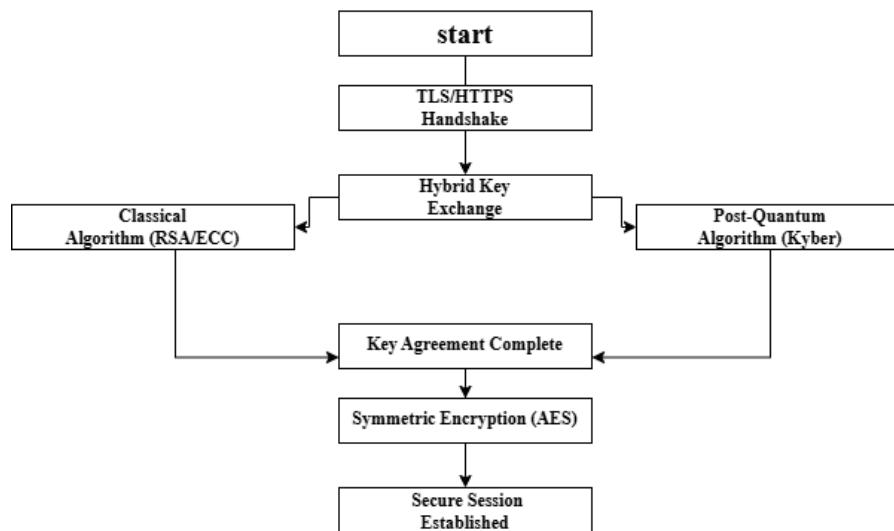 start
TLS/HTTPS
Handshake
Hybrid Key
Exchange
Classical
Algorithm (RSA/ECC)
Post-Quantum
Algorithm (Kyber)
Key Agreement Complete
Symmetric Encryption (AES)
Secure Session
Established